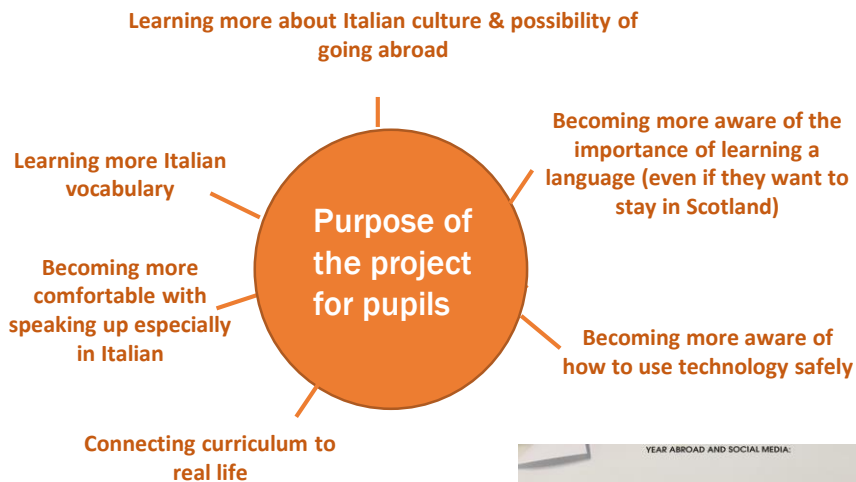 Learning more about Italian culture & possibility of
going abroad
Becoming more aware of the
importance of learning a
language (even if they want to
stay in Scotland)
Learning more Italian
vocabulary
Purpose of
the project
for pupils
Becoming more
comfortable with
speaking up especially
in Italian
Becoming more aware of
how to use technology safely
Connecting curriculum to
real life
YEAR ABROAD AND SOCIAL MEDIA: